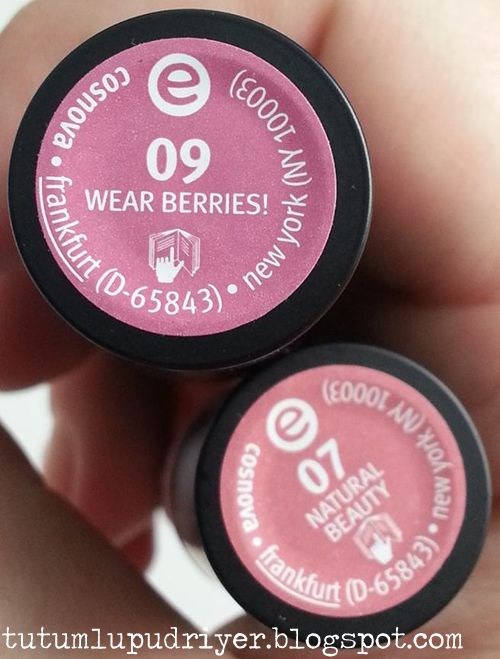 e
09
WEAR BERRIES!
cosnova • frankfurt (D-65843) • new york (NY 10003)
e
07
NATURAL
BEAUTY
cosnova • frankfurt (D-65843) • new york (NY 10003)
tutumlupudriyer.blogspot.com